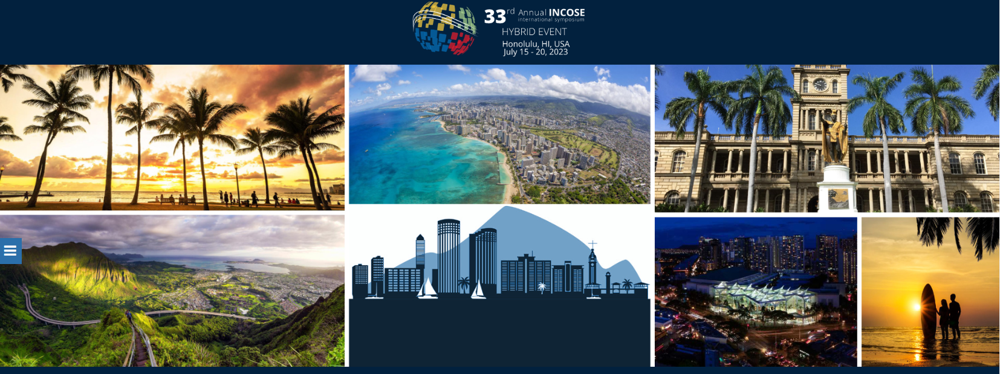 33rd Annual INCOSE
international symposium
HYBRID EVENT
Honolulu, HI, USA
July 15 - 20, 2023